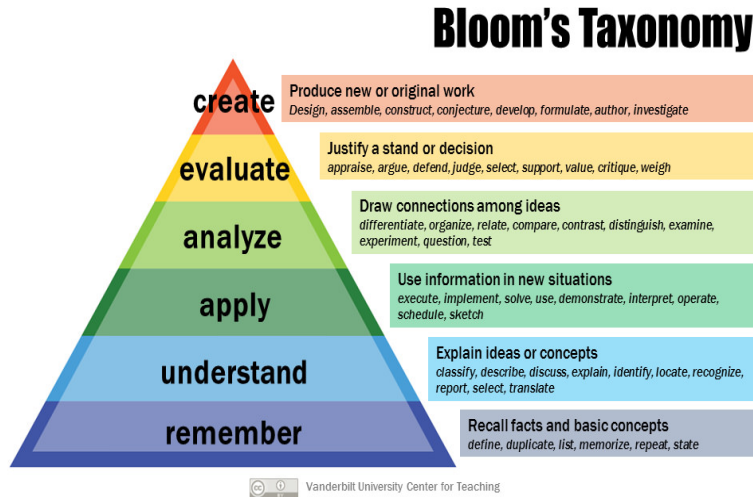 Bloom's Taxonomy
create
Produce new or original work
Design, assemble, construct, conjecture, develop, formulate, author, investigate
evaluate
Justify a stand or decision
appraise, argue, defend, judge, select, support, value, critique, weigh
analyze
Draw connections among ideas
differentiate, organize, relate, compare, contrast, distinguish, examine,
experiment, question, test
apply
Use information in new situations
execute, implement, solve, use, demonstrate, interpret, operate,
schedule, sketch
understand
Explain ideas or concepts
classify, describe, discuss, explain, identify, locate, recognize,
report, select, translate
remember
Recall facts and basic concepts
define, duplicate, list, memorize, repeat, state
cc
Vanderbilt University Center for Teaching